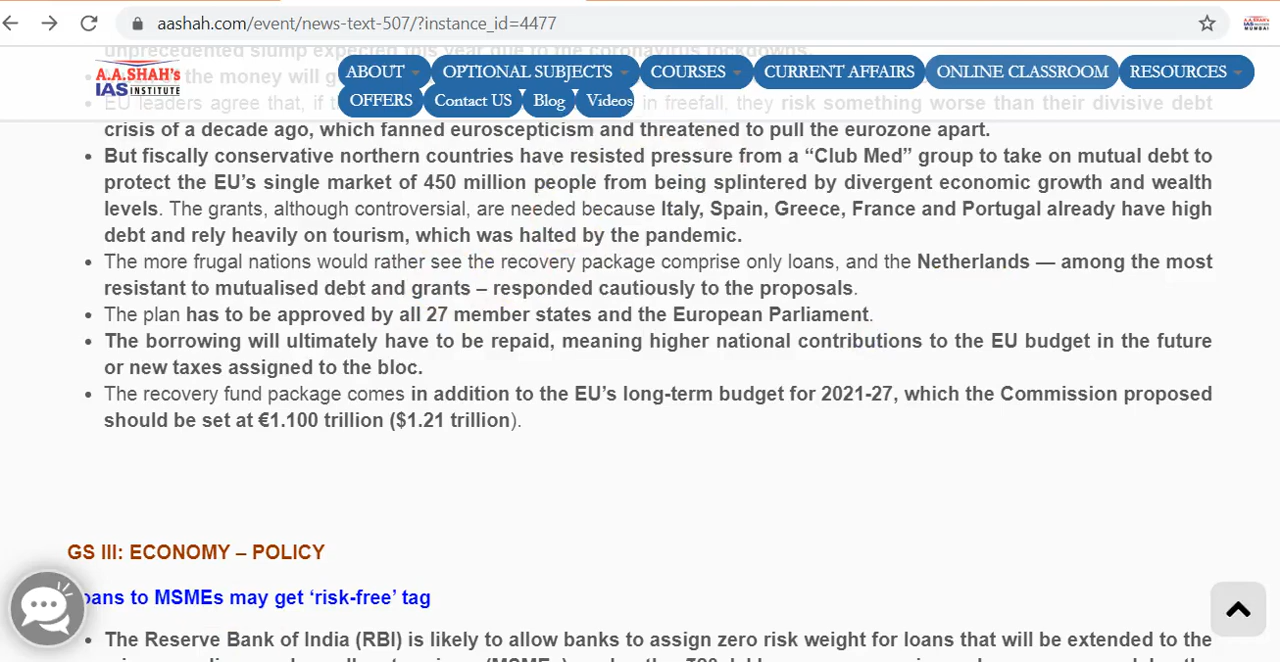 aashah.com/event/news-text-507/?instance_id=4477
A.A.SHAH's
IAS INSTITUTE
ABOUT OPTIONAL SUBJECTS COURSES CURRENT AFFAIRS ONLINE CLASSROOM RESOURCES
OFFERS Contact US Blog Videos
unprecedented slump expected this year due to the coronavirus lockdowns.
the money will g
EU leaders agree that, if t in freefall, they risk something worse than their divisive debt
crisis of a decade ago, which fanned euroscepticism and threatened to pull the eurozone apart.
• But fiscally conservative northern countries have resisted pressure from a “Club Med” group to take on mutual debt to
protect the EU’s single market of 450 million people from being splintered by divergent economic growth and wealth
levels. The grants, although controversial, are needed because Italy, Spain, Greece, France and Portugal already have high
debt and rely heavily on tourism, which was halted by the pandemic.
• The more frugal nations would rather see the recovery package comprise only loans, and the Netherlands — among the most
resistant to mutualised debt and grants – responded cautiously to the proposals.
• The plan has to be approved by all 27 member states and the European Parliament.
• The borrowing will ultimately have to be repaid, meaning higher national contributions to the EU budget in the future
or new taxes assigned to the bloc.
• The recovery fund package comes in addition to the EU’s long-term budget for 2021-27, which the Commission proposed
should be set at €1.100 trillion ($1.21 trillion).
GS III: ECONOMY – POLICY
oans to MSMEs may get ‘risk-free’ tag
• The Reserve Bank of India (RBI) is likely to allow banks to assign zero risk weight for loans that will be extended to the